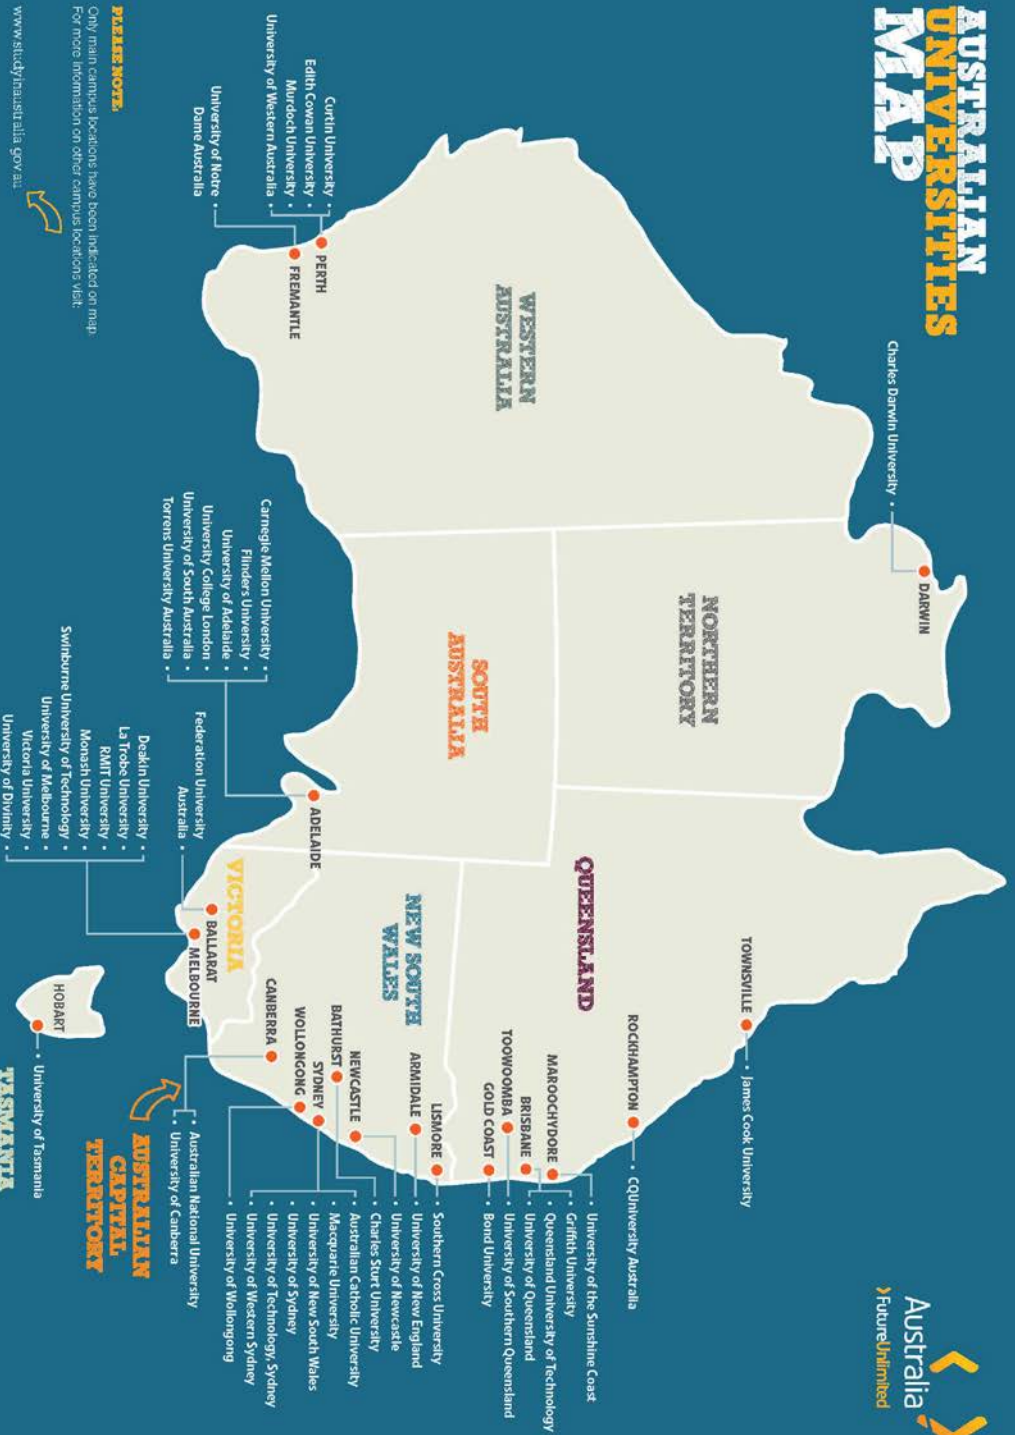 AUSTRALIAN
UNIVERSITIES
MAP
Australia
FutureUnlimited
Charles Darwin University
DARWIN
NORTHERN
TERRITORY
WESTERN
AUSTRALIA
Curtin University
Edith Cowan University
Murdoch University
University of Western Australia
PERTH
University of Notre
Dame Australia
FREMANTLE
SOUTH
AUSTRALIA
Carnegie Mellon University
Flinders University
University of Adelaide
University College London
University of South Australia
Torrens University Australia
ADELAIDE
QUEENSLAND
TOWNSVILLE
James Cook University
ROCKHAMPTON
CQUniversity Australia
MAROOCHYDORE
University of the Sunshine Coast
BRISBANE
Griffith University
Queensland University of Technology
University of Queensland
TOOWOOMBA
University of Southern Queensland
GOLD COAST
Bond University
NEW SOUTH
WALES
LISMORE
Southern Cross University
ARMIDALE
University of New England
NEWCASTLE
University of Newcastle
BATHURST
Charles Sturt University
SYDNEY
Australian Catholic University
Macquarie University
University of New South Wales
University of Sydney
University of Technology, Sydney
University of Western Sydney
WOLLONGONG
University of Wollongong
CANBERRA
Australian National University
University of Canberra
AUSTRALIAN
CAPITAL
TERRITORY
VICTORIA
Federation University
Australia
BALLARAT
MELBOURNE
Deakin University
La Trobe University
RMIT University
Monash University
Swinburne University of Technology
University of Melbourne
Victoria University
University of Divinity
HOBART
University of Tasmania
TASMANIA
PLEASE NOTE:
Only main campus locations have been indicated on map.
For more information on other campus locations visit:
www.studyinaustralia.gov.au